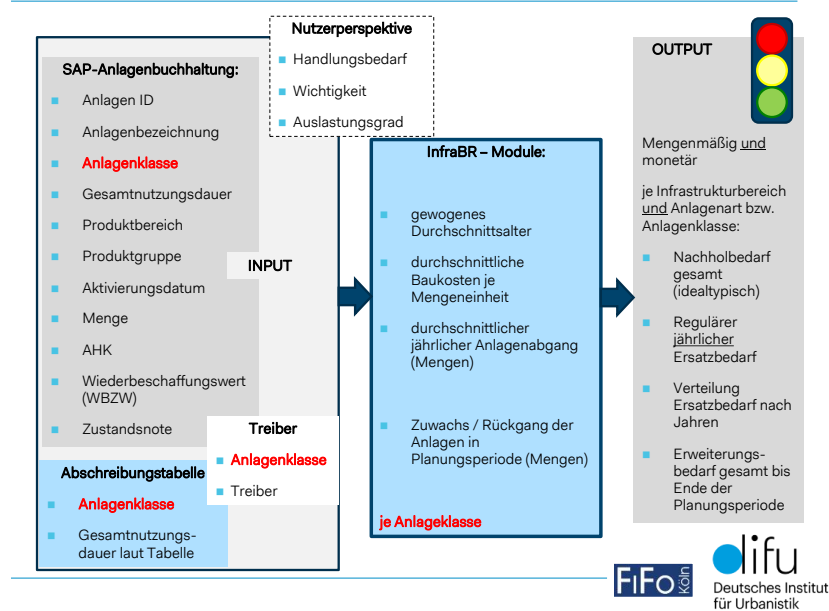 Nutzerperspektive
Handlungsbedarf
Wichtigkeit
Auslastungsgrad
SAP-Anlagenbuchhaltung:
Anlagen ID
Anlagenbezeichnung
Anlagenklasse
Gesamtnutzungsdauer
Produktbereich
Produktgruppe
Aktivierungsdatum
Menge
AHK
Wiederbeschaffungswert
(WBZW)
Zustandsnote
INPUT
Treiber
Anlagenklasse
Treiber
Abschreibungstabelle
Anlagenklasse
Gesamtnutzungs-
dauer laut Tabelle
InfraBR – Module:
gewogenes
Durchschnittsalter
durchschnittliche
Baukosten je
Mengeneinheit
durchschnittlicher
jährlicher Anlagenabgang
(Mengen)
Zuwachs / Rückgang der
Anlagen in
Planungsperiode (Mengen)
je Anlageklasse
OUTPUT
Mengenmäßig und
monetär
je Infrastrukturbereich
und Anlagenart bzw.
Anlagenklasse:
Nachholbedarf
gesamt
(idealtypisch)
Regulärer
jährlicher
Ersatzbedarf
Verteilung
Ersatzbedarf nach
Jahren
Erweiterungs-
bedarf gesamt bis
Ende der
Planungsperiode
FiFo Köln
difu
Deutsches Institut
für Urbanistik